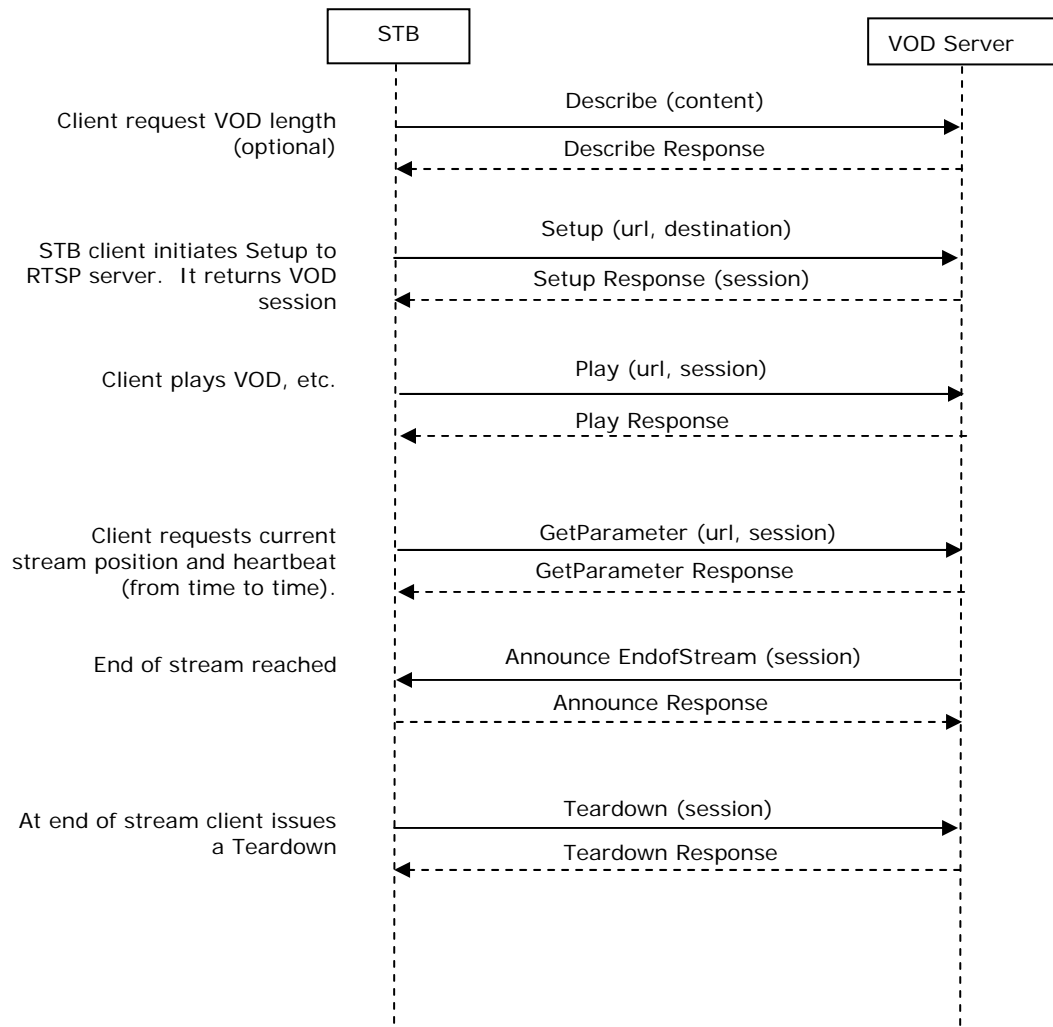 STB
VOD Server
Describe (content)
Client request VOD length
(optional)
Describe Response
Setup (url, destination)
STB client initiates Setup to
RTSP server.  It returns VOD
session
Setup Response (session)
Play (url, session)
Client plays VOD, etc.
Play Response
Client requests current
stream position and heartbeat
(from time to time).
GetParameter (url, session)
GetParameter Response
Announce EndofStream (session)
End of stream reached
Announce Response
Teardown (session)
At end of stream client issues
a Teardown
Teardown Response